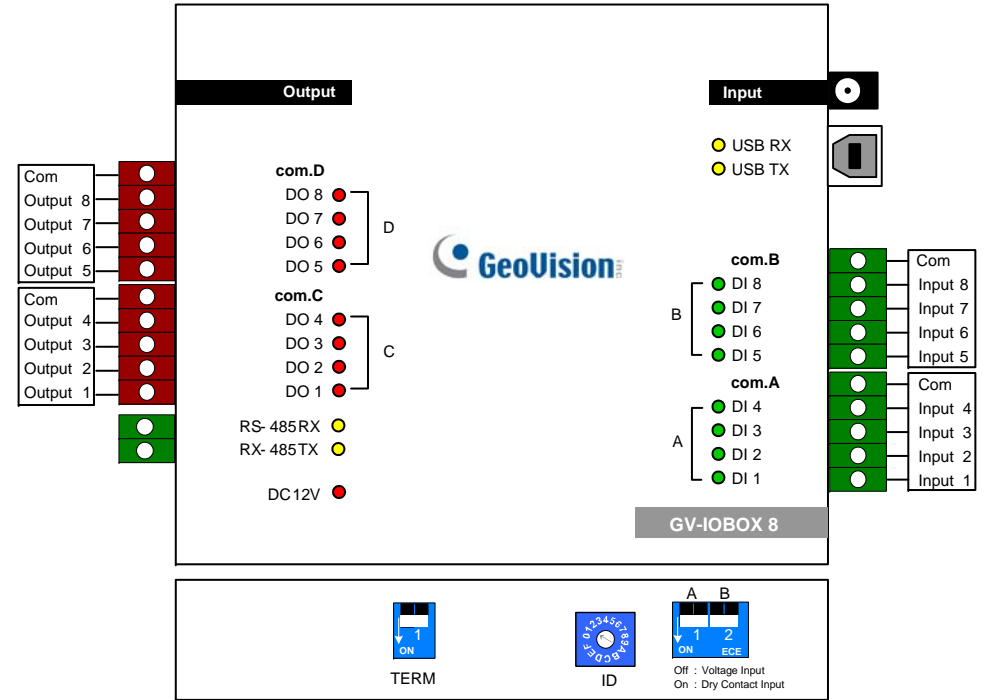 Output
Input
USB RX
USB TX
com.D
DO 8
DO 7
DO 6
DO 5
D
com.C
DO 4
DO 3
DO 2
DO 1
C
RS- 485RX
RX- 485TX
DC12V
Com
Output 8
Output 7
Output 6
Output 5
Com
Output 4
Output 3
Output 2
Output 1
GeoVision inc
com.B
DI 8
DI 7
DI 6
DI 5
B
com.A
DI 4
DI 3
DI 2
DI 1
A
Com
Input 8
Input 7
Input 6
Input 5
Com
Input 4
Input 3
Input 2
Input 1
GV-IOBOX 8
1
ON
TERM
0123456789ABCDEF
ID
A B
1 2
ON ECE
Off : Voltage Input
On : Dry Contact Input